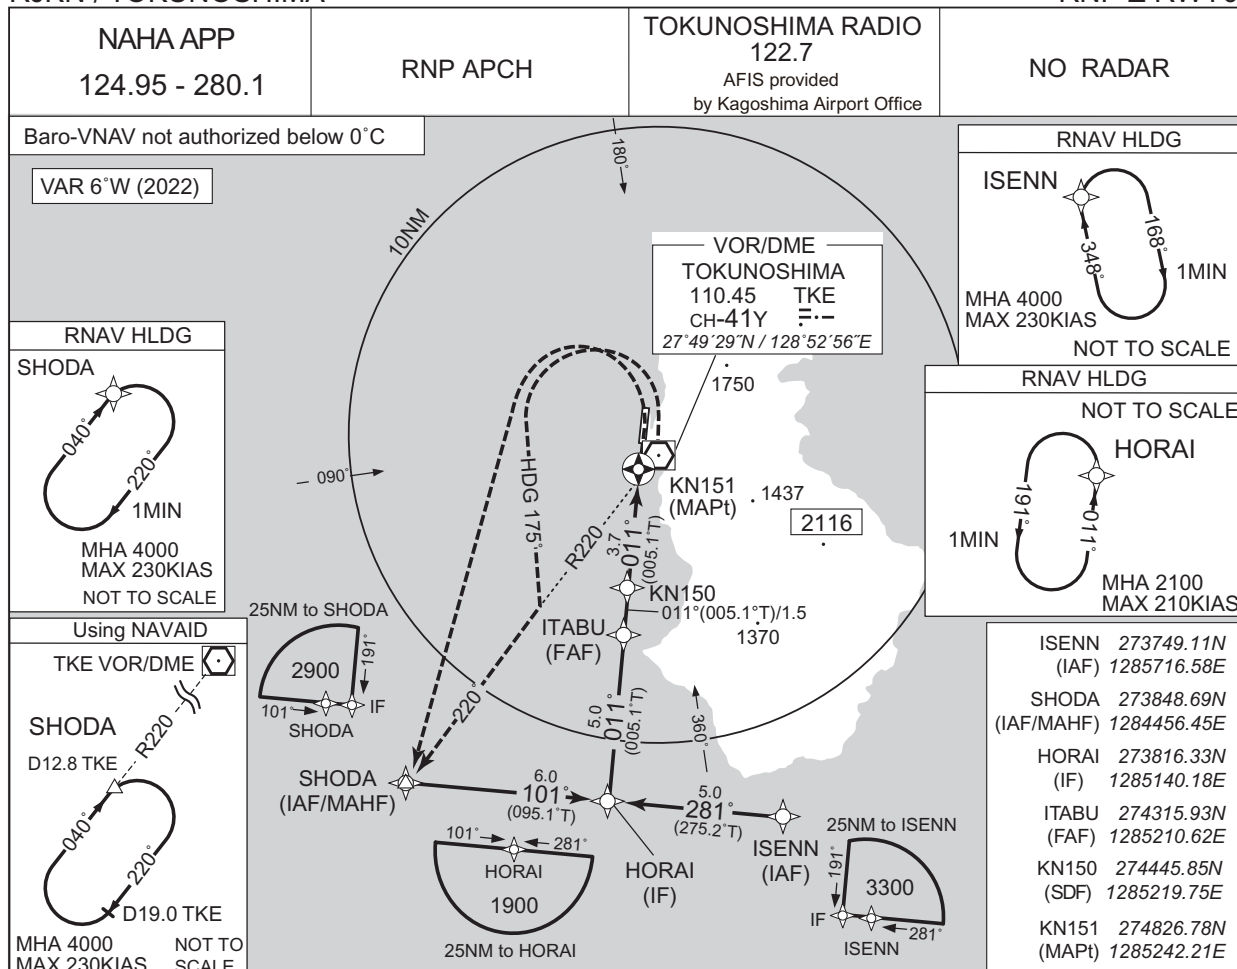 NAHA APP
124.95 - 280.1
RNP APCH
TOKUNOSHIMA RADIO
122.7
AFIS provided
by Kagoshima Airport Office
NO RADAR
Baro-VNAV not authorized below 0°C
VAR 6°W (2022)
180°
10NM
090°
360°
VOR/DME
TOKUNOSHIMA
110.45 TKE
CH-41Y
27°49´29˝N / 128°52´56˝E
1750
1437
2116
1370
RNAV HLDG
ISENN
168°
348°
1MIN
MHA 4000
MAX 230KIAS
NOT TO SCALE
RNAV HLDG
SHODA
040°
220°
1MIN
MHA 4000
MAX 230KIAS
NOT TO SCALE
RNAV HLDG
NOT TO SCALE
HORAI
191°
011°
1MIN
MHA 2100
MAX 210KIAS
HDG 175°
R220
220°
KN151
(MAPt)
3.7
011°
(005.1°T)
KN150
011°(005.1°T)/1.5
ITABU
(FAF)
5.0
011°
(005.1°T)
25NM to SHODA
2900
191°
101°
IF
SHODA
Using NAVAID
TKE VOR/DME
R220
SHODA
D12.8 TKE
040°
220°
D19.0 TKE
MHA 4000
MAX 230KIAS
NOT TO
SCALE
SHODA
(IAF/MAHF)
6.0
101°
(095.1°T)
5.0
281°
(275.2°T)
HORAI
(IF)
ISENN
(IAF)
101°
281°
HORAI
1900
25NM to HORAI
25NM to ISENN
191°
3300
IF
281°
ISENN
ISENN 273749.11N
(IAF) 1285716.58E
SHODA 273848.69N
(IAF/MAHF) 1284456.45E
HORAI 273816.33N
(IF) 1285140.18E
ITABU 274315.93N
(FAF) 1285210.62E
KN150 274445.85N
(SDF) 1285219.75E
KN151 274826.78N
(MAPt) 1285242.21E